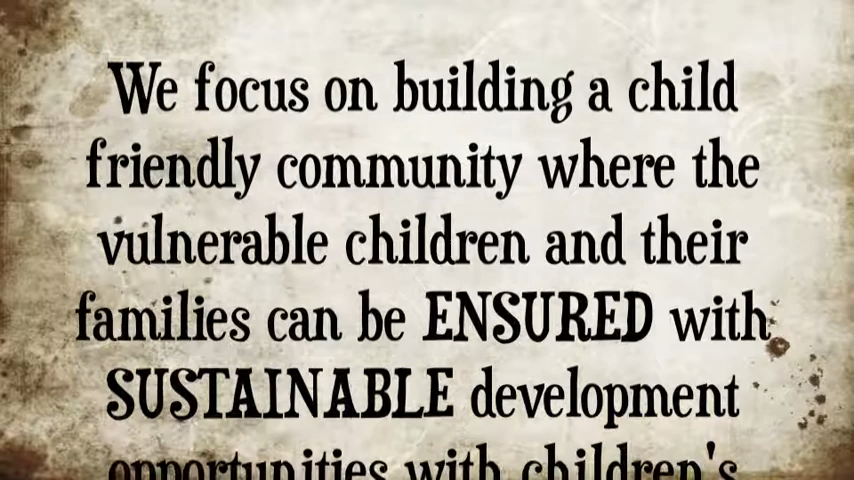 We focus on building a child
friendly community where the
vulnerable children and their
families can be ENSURED with
SUSTAINABLE development
opportunities with children's